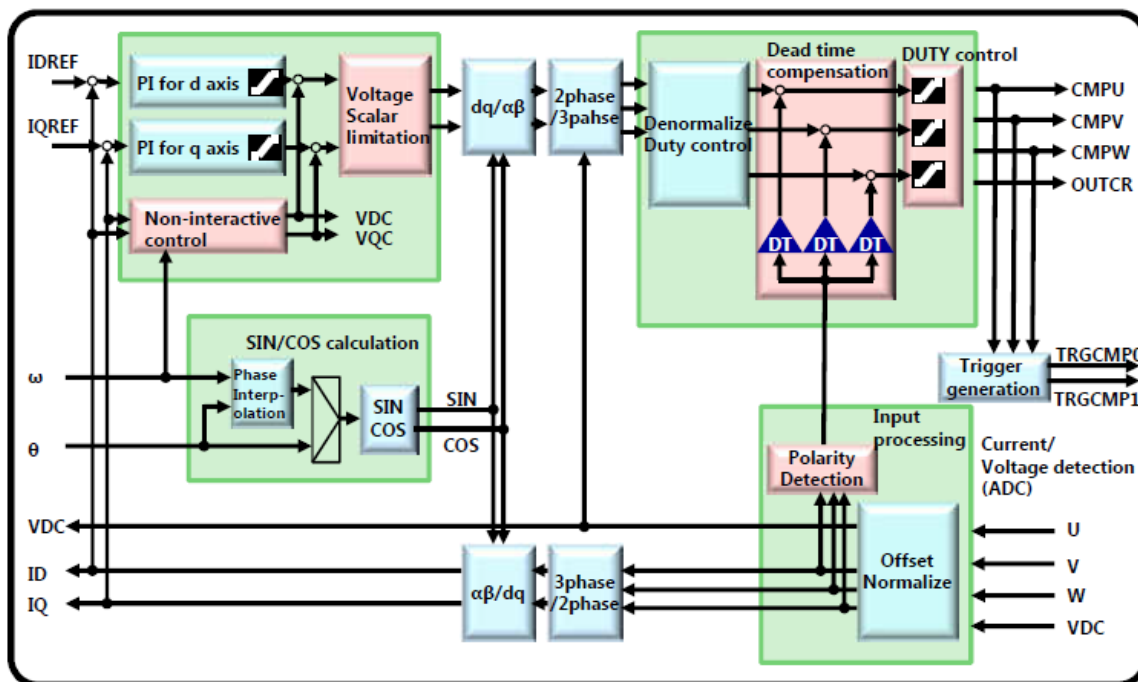 IDREF
IQREF
PI for d axis
PI for q axis
Voltage
Scalar
limitation
Non-interactive
control
VDC
VQC
dq/αβ
2phase
/3pahse
Denormalize
Duty control
Dead time
compensation
DUTY control
DT
DT
DT
CMPU
CMPV
CMPW
OUTCR
Trigger
generation
TRGCMP0
TRGCMP1
SIN/COS calculation
ω
θ
Phase
Interp-
olation
SIN
COS
SIN
COS
Input
processing
Polarity
Detection
Current/
Voltage detection
(ADC)
Offset
Normalize
U
V
W
VDC
VDC
ID
IQ
αβ/dq
3phase
/2phase